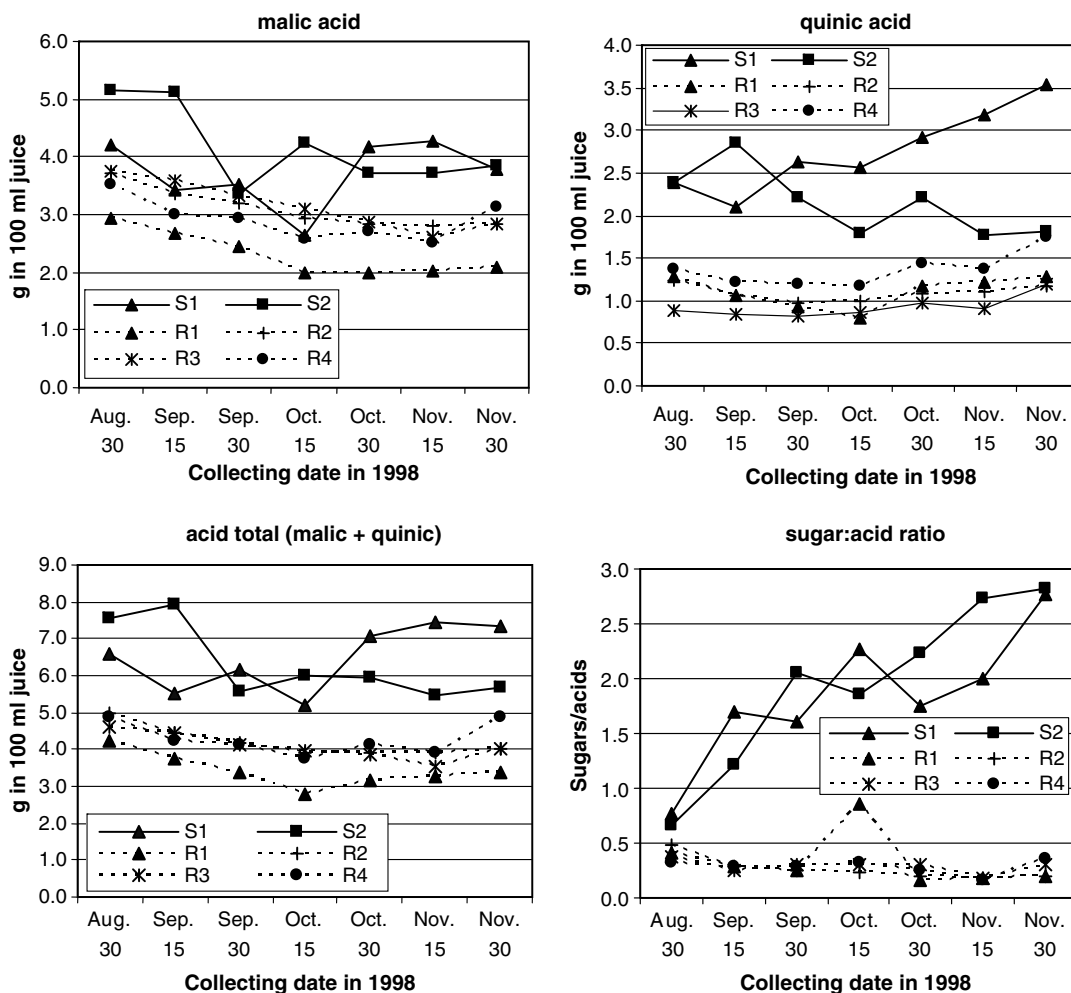 malic acid
g in 100 ml juice
6.0
5.0
4.0
3.0
2.0
1.0
0.0
S1 S2
R1 R2
R3 R4
Aug. Sep. Sep. Oct. Oct. Nov. Nov.
30 15 30 15 30 15 30
Collecting date in 1998
quinic acid
g in 100 ml juice
4.0
3.5
3.0
2.5
2.0
1.5
1.0
0.5
0.0
S1 S2
R1 R2
R3 R4
Aug. Sep. Sep. Oct. Oct. Nov. Nov.
30 15 30 15 30 15 30
Collecting date in 1998
acid total (malic + quinic)
g in 100 ml juice
9.0
8.0
7.0
6.0
5.0
4.0
3.0
2.0
1.0
0.0
S1 S2
R1 R2
R3 R4
Aug. Sep. Sep. Oct. Oct. Nov. Nov.
30 15 30 15 30 15 30
Collecting date in 1998
sugar:acid ratio
Sugars/acids
3.0
2.5
2.0
1.5
1.0
0.5
0.0
S1 S2
R1 R2
R3 R4
Aug. Sep. Sep. Oct. Oct. Nov. Nov.
30 15 30 15 30 15 30
Collecting date in 1998